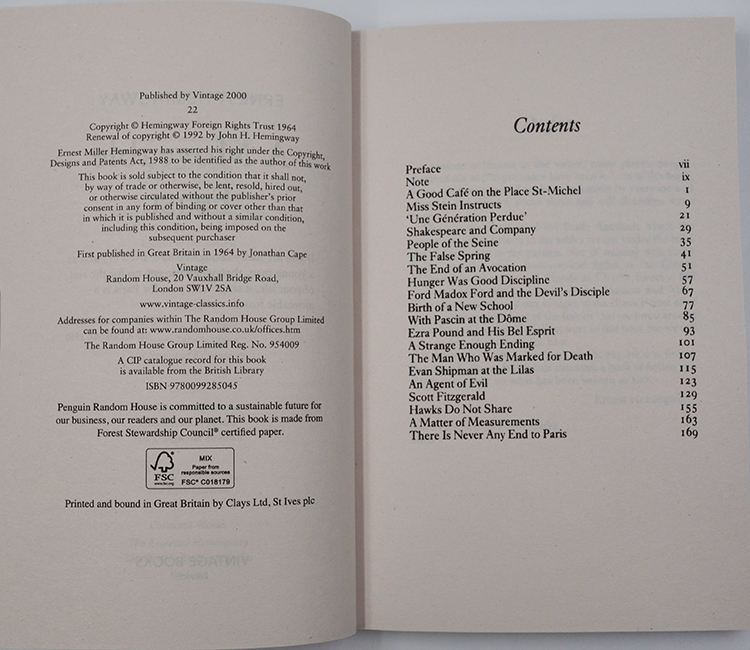 Published by Vintage 2000
22
Copyright © Hemingway Foreign Rights Trust 1964
Renewal of copyright © 1992 by John H. Hemingway
Ernest Miller Hemingway has asserted his right under the Copyright,
Designs and Patents Act, 1988 to be identified as the author of this work
This book is sold subject to the condition that it shall not,
by way of trade or otherwise, be lent, resold, hired out,
or otherwise circulated without the publisher's prior
consent in any form of binding or cover other than that
in which it is published and without a similar condition,
including this condition, being imposed on the
subsequent purchaser
First published in Great Britain in 1964 by Jonathan Cape
Vintage
Random House, 20 Vauxhall Bridge Road,
London SW1V 2SA
www.vintage-classics.info
Addresses for companies within The Random House Group Limited
can be found at: www.randomhouse.co.uk/offices.htm
The Random House Group Limited Reg. No. 954009
A CIP catalogue record for this book
is available from the British Library
ISBN 9780099285045
Penguin Random House is committed to a sustainable future for
our business, our readers and our planet. This book is made from
Forest Stewardship Council® certified paper.
FSC
www.fsc.org
MIX
Paper from
responsible sources
FSC® C018179
Printed and bound in Great Britain by Clays Ltd, St Ives plc
Contents
Preface vii
Note ix
A Good Café on the Place St-Michel 1
Miss Stein Instructs 9
'Une Génération Perdue' 21
Shakespeare and Company 29
People of the Seine 35
The False Spring 41
The End of an Avocation 51
Hunger Was Good Discipline 57
Ford Madox Ford and the Devil's Disciple 67
Birth of a New School 77
With Pascin at the Dôme 85
Ezra Pound and His Bel Esprit 93
A Strange Enough Ending 101
The Man Who Was Marked for Death 107
Evan Shipman at the Lilas 115
An Agent of Evil 123
Scott Fitzgerald 129
Hawks Do Not Share 155
A Matter of Measurements 163
There Is Never Any End to Paris 169